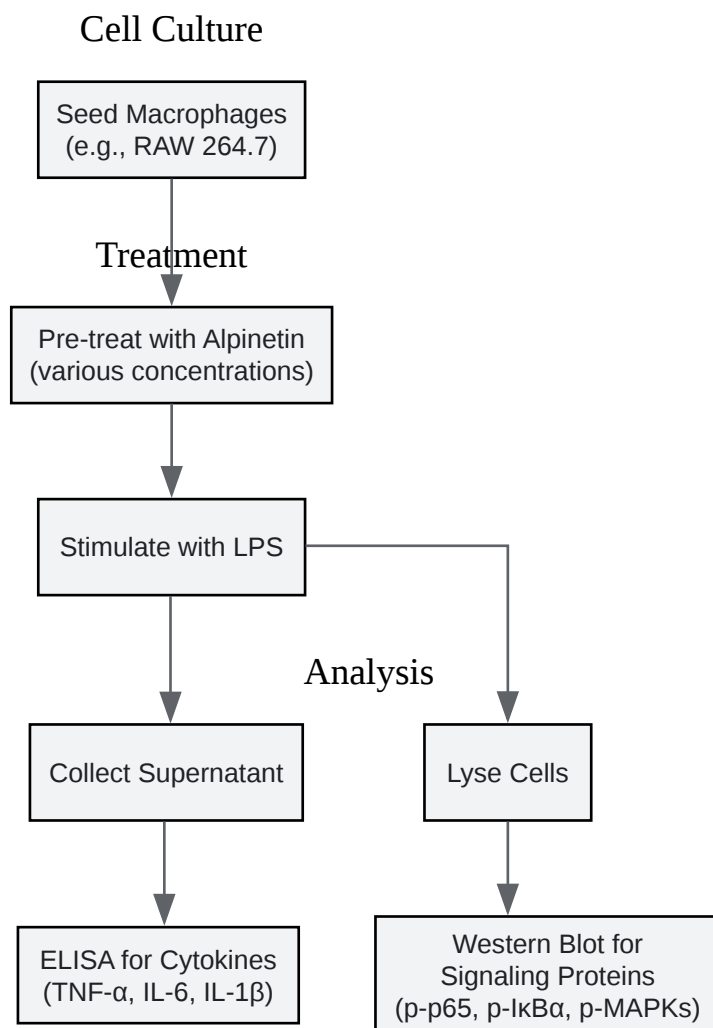 Cell Culture
Seed Macrophages
(e.g., RAW 264.7)
Treatment
Pre-treat with Alpinetin
(various concentrations)
Stimulate with LPS
Analysis
Collect Supernatant
Lyse Cells
ELISA for Cytokines
(TNF-α, IL-6, IL-1β)
Western Blot for
Signaling Proteins
(p-p65, p-IκBα, p-MAPKs)